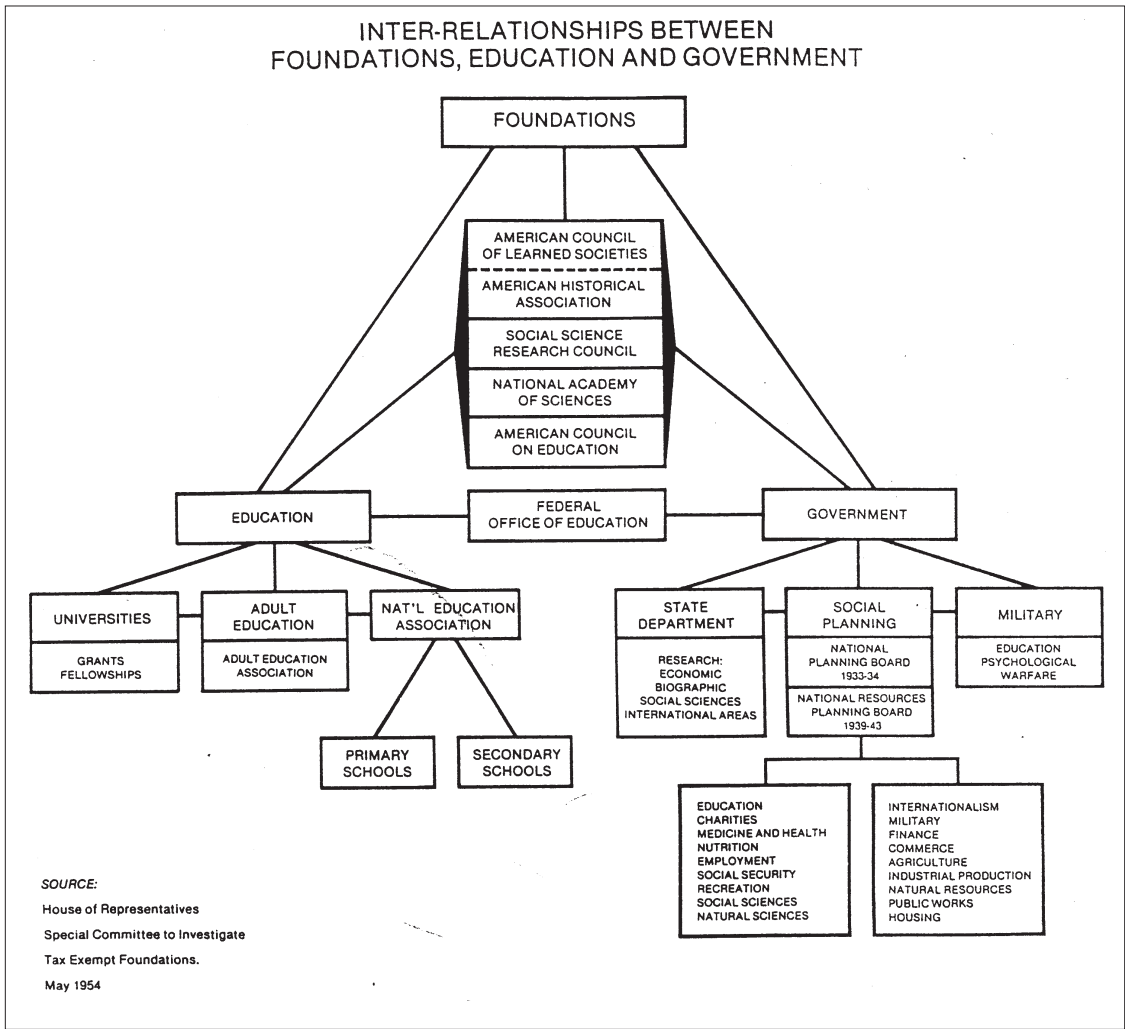 INTER-RELATIONSHIPS BETWEEN
FOUNDATIONS, EDUCATION AND GOVERNMENT
FOUNDATIONS
AMERICAN COUNCIL
OF LEARNED SOCIETIES
AMERICAN HISTORICAL
ASSOCIATION
SOCIAL SCIENCE
RESEARCH COUNCIL
NATIONAL ACADEMY
OF SCIENCES
AMERICAN COUNCIL
ON EDUCATION
EDUCATION
FEDERAL
OFFICE OF EDUCATION
GOVERNMENT
UNIVERSITIES
GRANTS
FELLOWSHIPS
ADULT
EDUCATION
ADULT EDUCATION
ASSOCIATION
NAT'L EDUCATION
ASSOCIATION
PRIMARY
SCHOOLS
SECONDARY
SCHOOLS
STATE
DEPARTMENT
RESEARCH:
ECONOMIC
BIOGRAPHIC
SOCIAL SCIENCES
INTERNATIONAL AREAS
SOCIAL
PLANNING
NATIONAL
PLANNING BOARD
1933-34
NATIONAL RESOURCES
PLANNING BOARD
1939-43
MILITARY
EDUCATION
PSYCHOLOGICAL
WARFARE
EDUCATION
CHARITIES
MEDICINE AND HEALTH
NUTRITION
EMPLOYMENT
SOCIAL SECURITY
RECREATION
SOCIAL SCIENCES
NATURAL SCIENCES
INTERNATIONALISM
MILITARY
FINANCE
COMMERCE
AGRICULTURE
INDUSTRIAL PRODUCTION
NATURAL RESOURCES
PUBLIC WORKS
HOUSING
SOURCE:
House of Representatives
Special Committee to Investigate
Tax Exempt Foundations.
May 1954